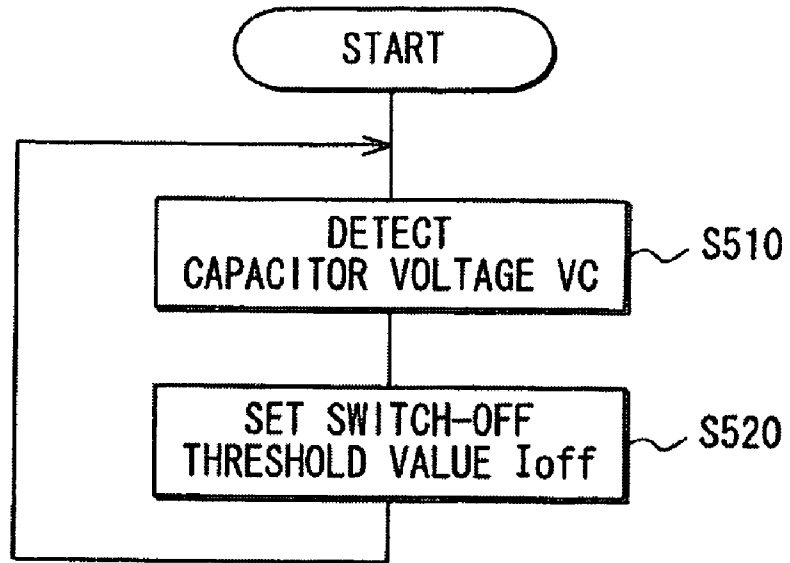 START
DETECT
CAPACITOR VOLTAGE VC
S510
SET SWITCH-OFF
THRESHOLD VALUE Ioff
S520